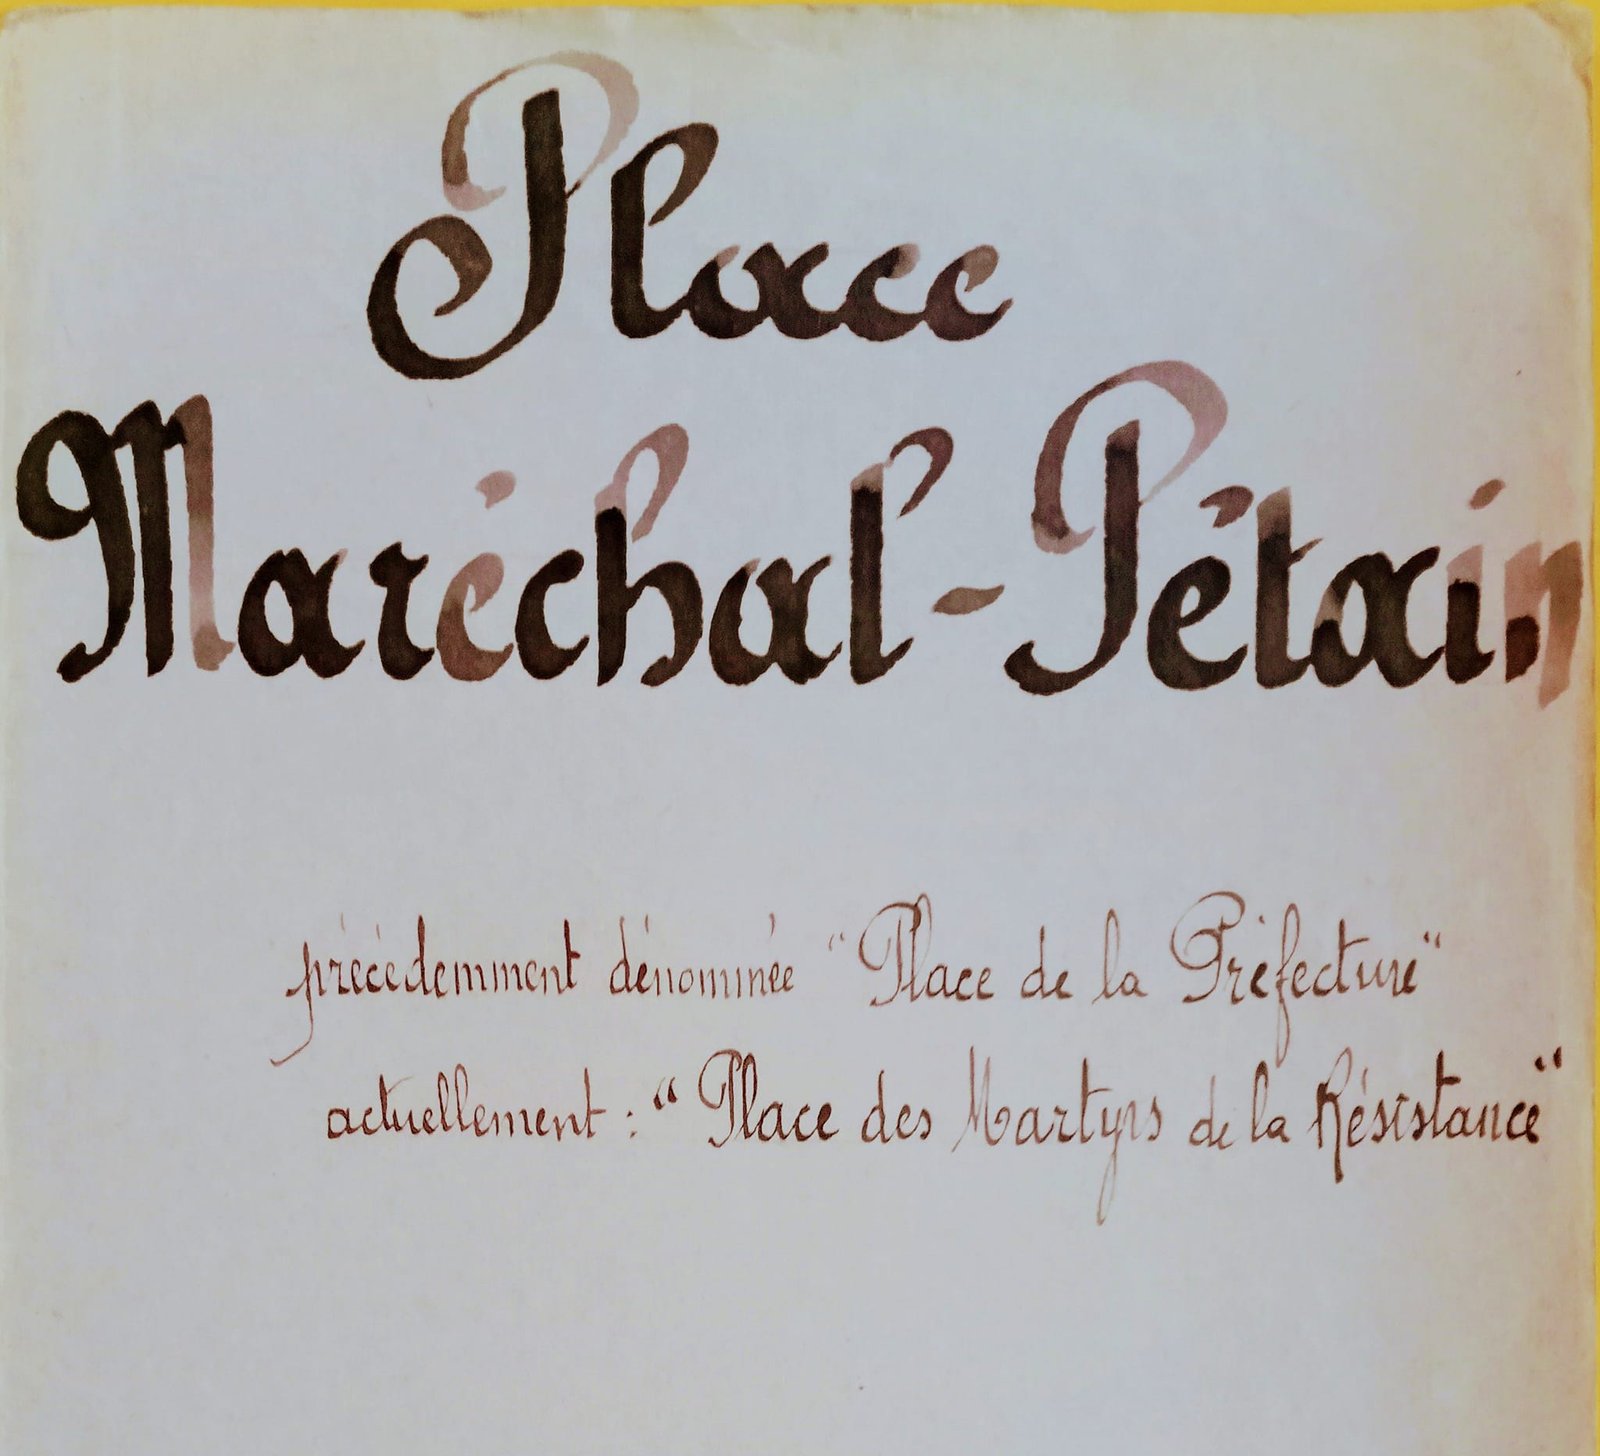 Place
Maréchal-Pétain
précédemment dénommée "Place de la Préfecture"
actuellement : "Place des Martyrs de la Résistance"